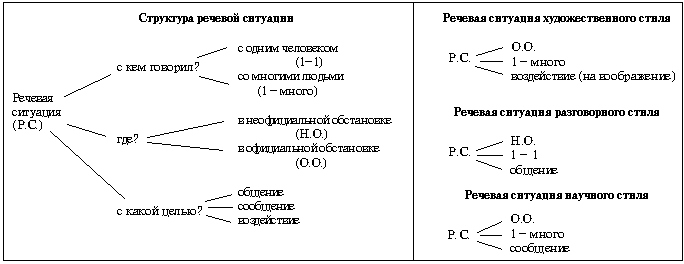 Структура речевой ситуации
с кем говорил?
с одним человеком
(1−1)
со многими людьми
(1 − много)
Речевая
ситуация
(Р.С.)
где?
в неофициальной обстановке
(Н.О.)
в официальной обстановке
(О.О.)
с какой целью?
общение
сообщение
воздействие
Речевая ситуация художественного стиля
Р.С.
О.О.
1 − много
воздействие (на воображение)
Речевая ситуация разговорного стиля
Р.С.
Н.О.
1 − 1
общение
Речевая ситуация научного стиля
Р.С.
О.О.
1 − много
сообщение